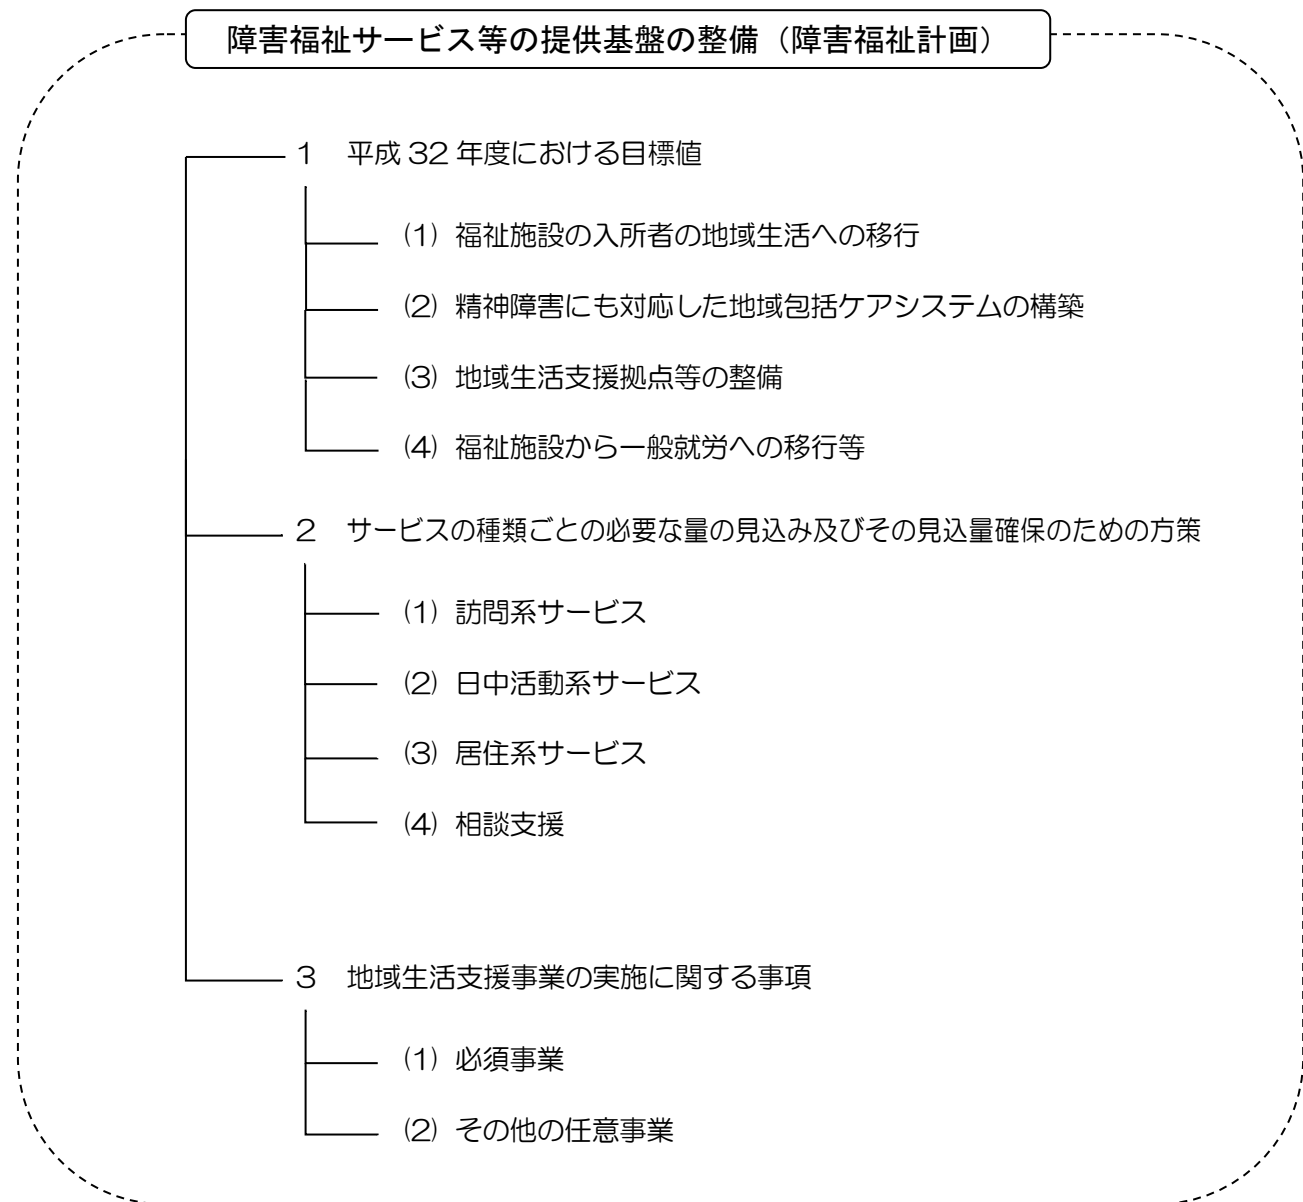 障害福祉サービス等の提供基盤の整備（障害福祉計画）
1　平成 32 年度における目標値
(1) 福祉施設の入所者の地域生活への移行
(2) 精神障害にも対応した地域包括ケアシステムの構築
(3) 地域生活支援拠点等の整備
(4) 福祉施設から一般就労への移行等
2　サービスの種類ごとの必要な量の見込み及びその見込量確保のための方策
(1) 訪問系サービス
(2) 日中活動系サービス
(3) 居住系サービス
(4) 相談支援
3　地域生活支援事業の実施に関する事項
(1) 必須事業
(2) その他の任意事業